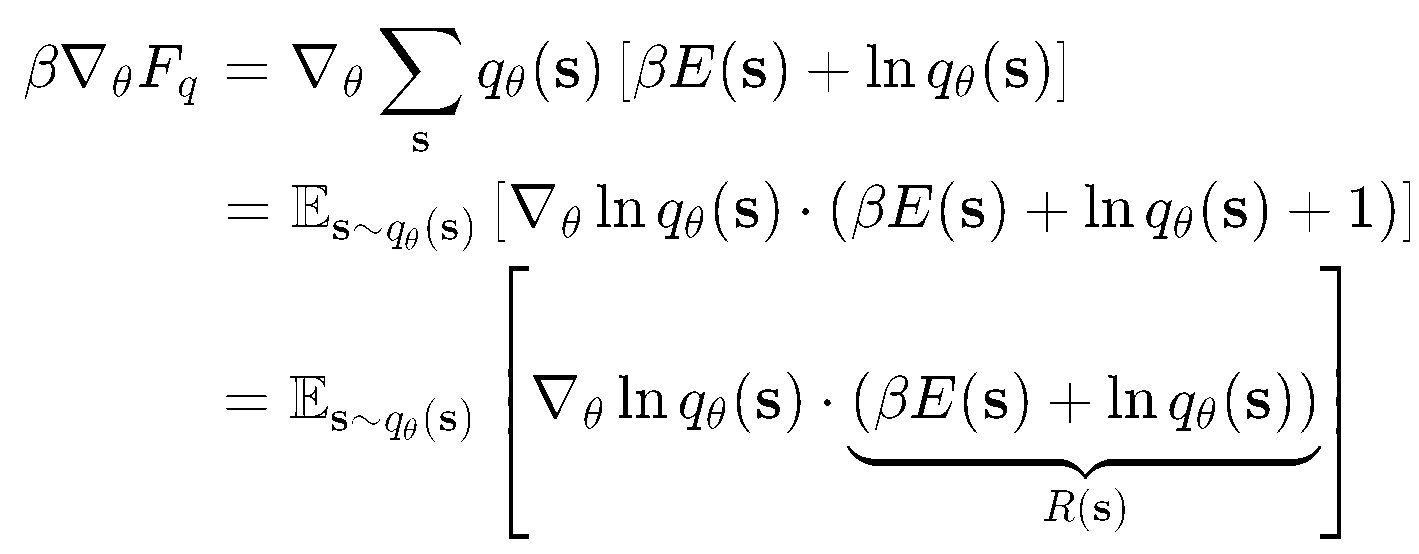 β∇_θ F_q = ∇_θ ∑_s q_θ(𝐬) [βE(𝐬) + ln q_θ(𝐬)]
= 𝔼_{𝐬∼q_θ(𝐬)} [∇_θ ln q_θ(𝐬) · (βE(𝐬) + ln q_θ(𝐬) + 1)]
= 𝔼_{𝐬∼q_θ(𝐬)} [∇_θ ln q_θ(𝐬) · (βE(𝐬) + ln q_θ(𝐬))]
R(𝐬)